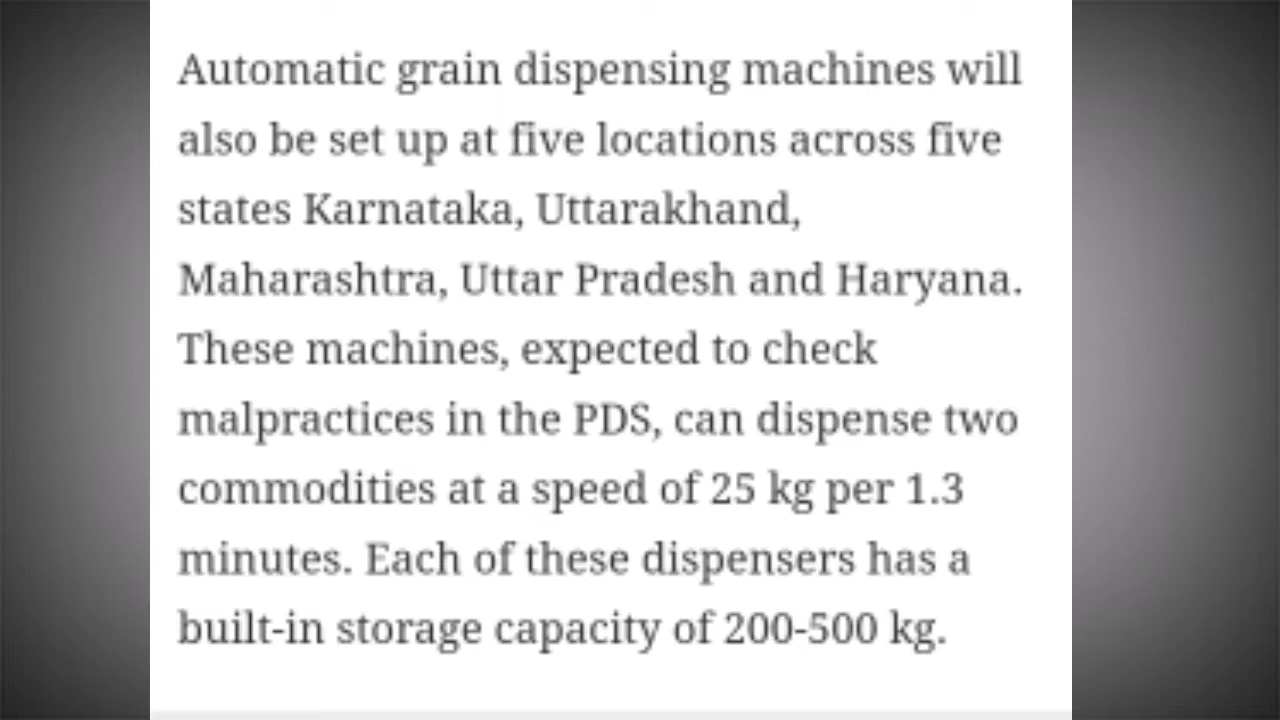 Automatic grain dispensing machines will
also be set up at five locations across five
states Karnataka, Uttarakhand,
Maharashtra, Uttar Pradesh and Haryana.
These machines, expected to check
malpractices in the PDS, can dispense two
commodities at a speed of 25 kg per 1.3
minutes. Each of these dispensers has a
built-in storage capacity of 200-500 kg.